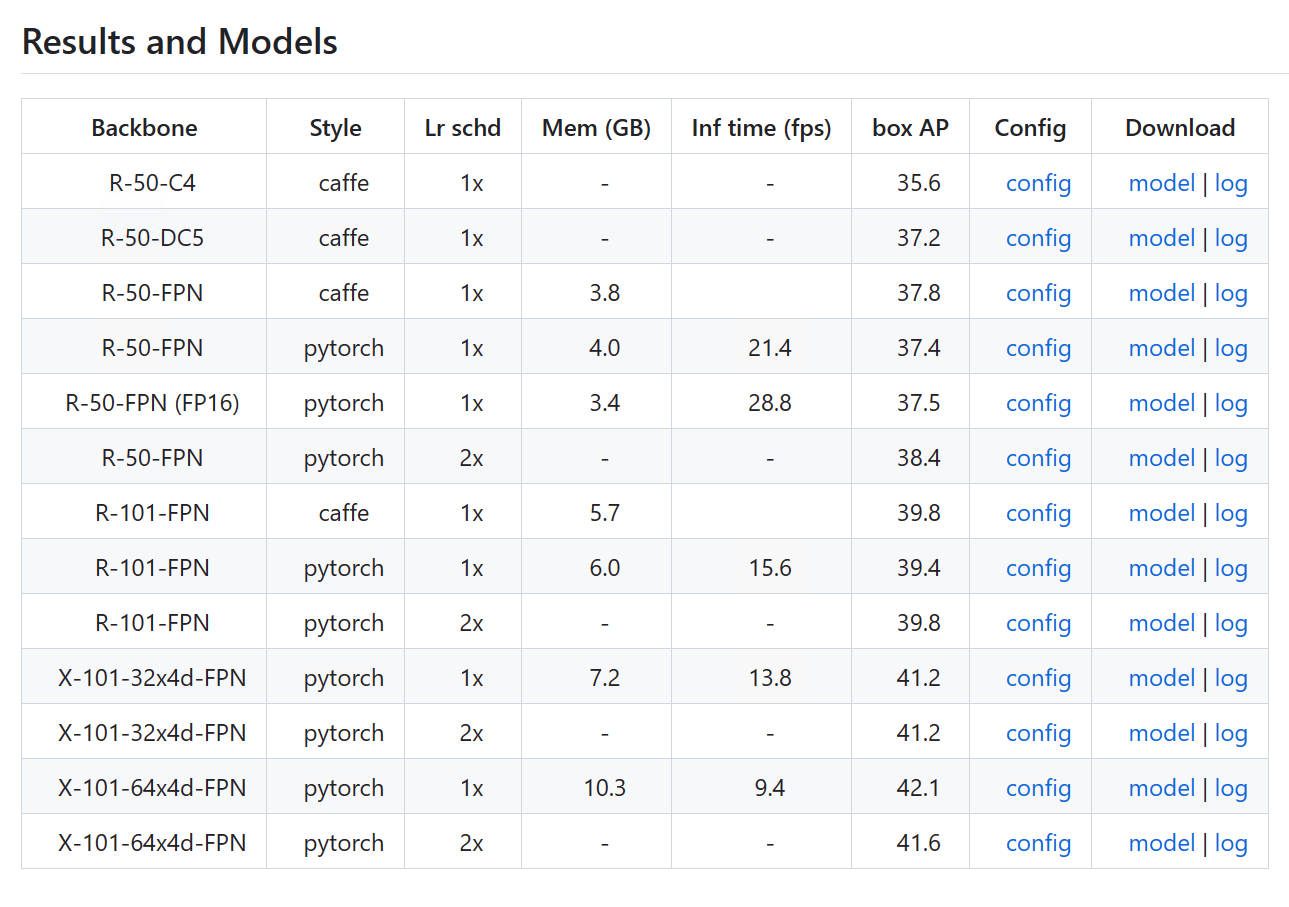 Results and Models
Backbone Style Lr schd Mem (GB) Inf time (fps) box AP Config Download
R-50-C4 caffe 1x - - 35.6 config model | log
R-50-DC5 caffe 1x - - 37.2 config model | log
R-50-FPN caffe 1x 3.8 37.8 config model | log
R-50-FPN pytorch 1x 4.0 21.4 37.4 config model | log
R-50-FPN (FP16) pytorch 1x 3.4 28.8 37.5 config model | log
R-50-FPN pytorch 2x - - 38.4 config model | log
R-101-FPN caffe 1x 5.7 39.8 config model | log
R-101-FPN pytorch 1x 6.0 15.6 39.4 config model | log
R-101-FPN pytorch 2x - - 39.8 config model | log
X-101-32x4d-FPN pytorch 1x 7.2 13.8 41.2 config model | log
X-101-32x4d-FPN pytorch 2x - - 41.2 config model | log
X-101-64x4d-FPN pytorch 1x 10.3 9.4 42.1 config model | log
X-101-64x4d-FPN pytorch 2x - - 41.6 config model | log